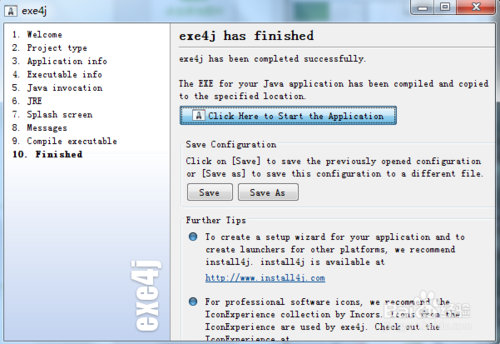 exe4j
1. Welcome
2. Project type
3. Application info
4. Executable info
5. Java invocation
6. JRE
7. Splash screen
8. Messages
9. Compile executable
10. Finished
exe4j
exe4j has finished
exe4j has been completed successfully.
The EXE for your Java application has been compiled and copied
to the specified location.
Click Here to Start the Application
Save Configuration
Click on [Save] to save the previously opened configuration
or [Save as] to save this configuration to a different file.
Save
Save As
Further Tips
To create a setup wizard for your application and to
create launchers for other platforms, we recommend
install4j. install4j is available at
http://www.install4j.com
For professional software icons, we recommend the
IconExperience collection by Incors. Icons from the
IconExperience are used by exe4j. Check out the
IconExperience at